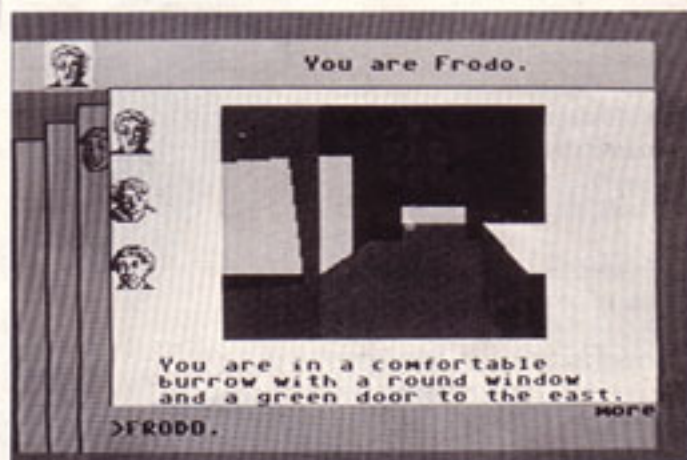 You are Frodo.
You are in a comfortable
burrow with a round window
and a green door to the east.
more
>FRODO.